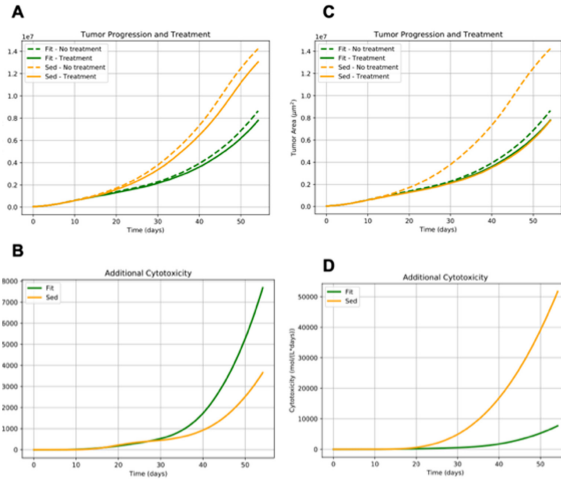 A
Tumor Progression and Treatment
1e7
Fit - No treatment
Fit - Treatment
Sed - No treatment
Sed - Treatment
1.4
1.2
1.0
0.8
0.6
0.4
0.2
0.0
0 10 20 30 40 50
Time (days)
B
Additional Cytotoxicity
Fit
Sed
8000
7000
6000
5000
4000
3000
2000
1000
0
0 10 20 30 40 50
Time (days)
C
Tumor Progression and Treatment
1e7
Fit - No treatment
Fit - Treatment
Sed - No treatment
Sed - Treatment
Tumor Area (μm²)
1.4
1.2
1.0
0.8
0.6
0.4
0.2
0.0
0 10 20 30 40 50
Time (days)
D
Additional Cytotoxicity
Fit
Sed
Cytotoxicity (mol/(L*days))
50000
40000
30000
20000
10000
0
0 10 20 30 40 50
Time (days)